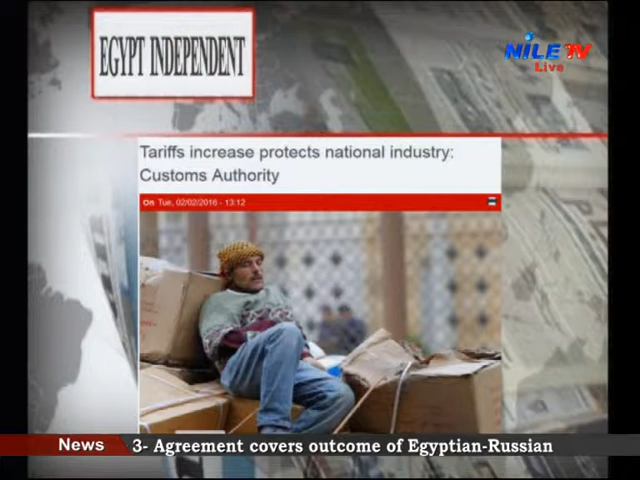 EGYPT INDEPENDENT
NILE TV
Live
Tariffs increase protects national industry:
Customs Authority
On Tue, 02/02/2016 - 13:12
News
3- Agreement covers outcome of Egyptian-Russian